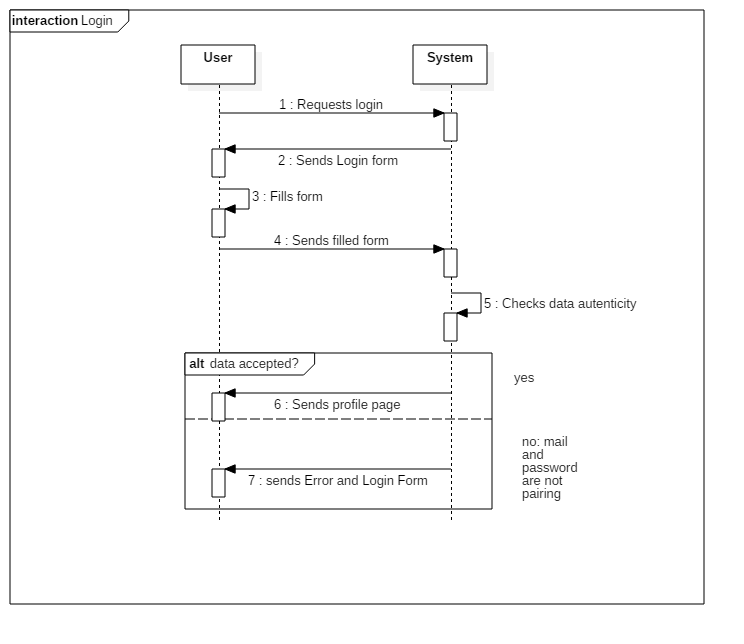 interaction Login
User
System
1 : Requests login
2 : Sends Login form
3 : Fills form
4 : Sends filled form
5 : Checks data autenticity
alt data accepted?
yes
6 : Sends profile page
no: mail
and
password
are not
pairing
7 : sends Error and Login Form